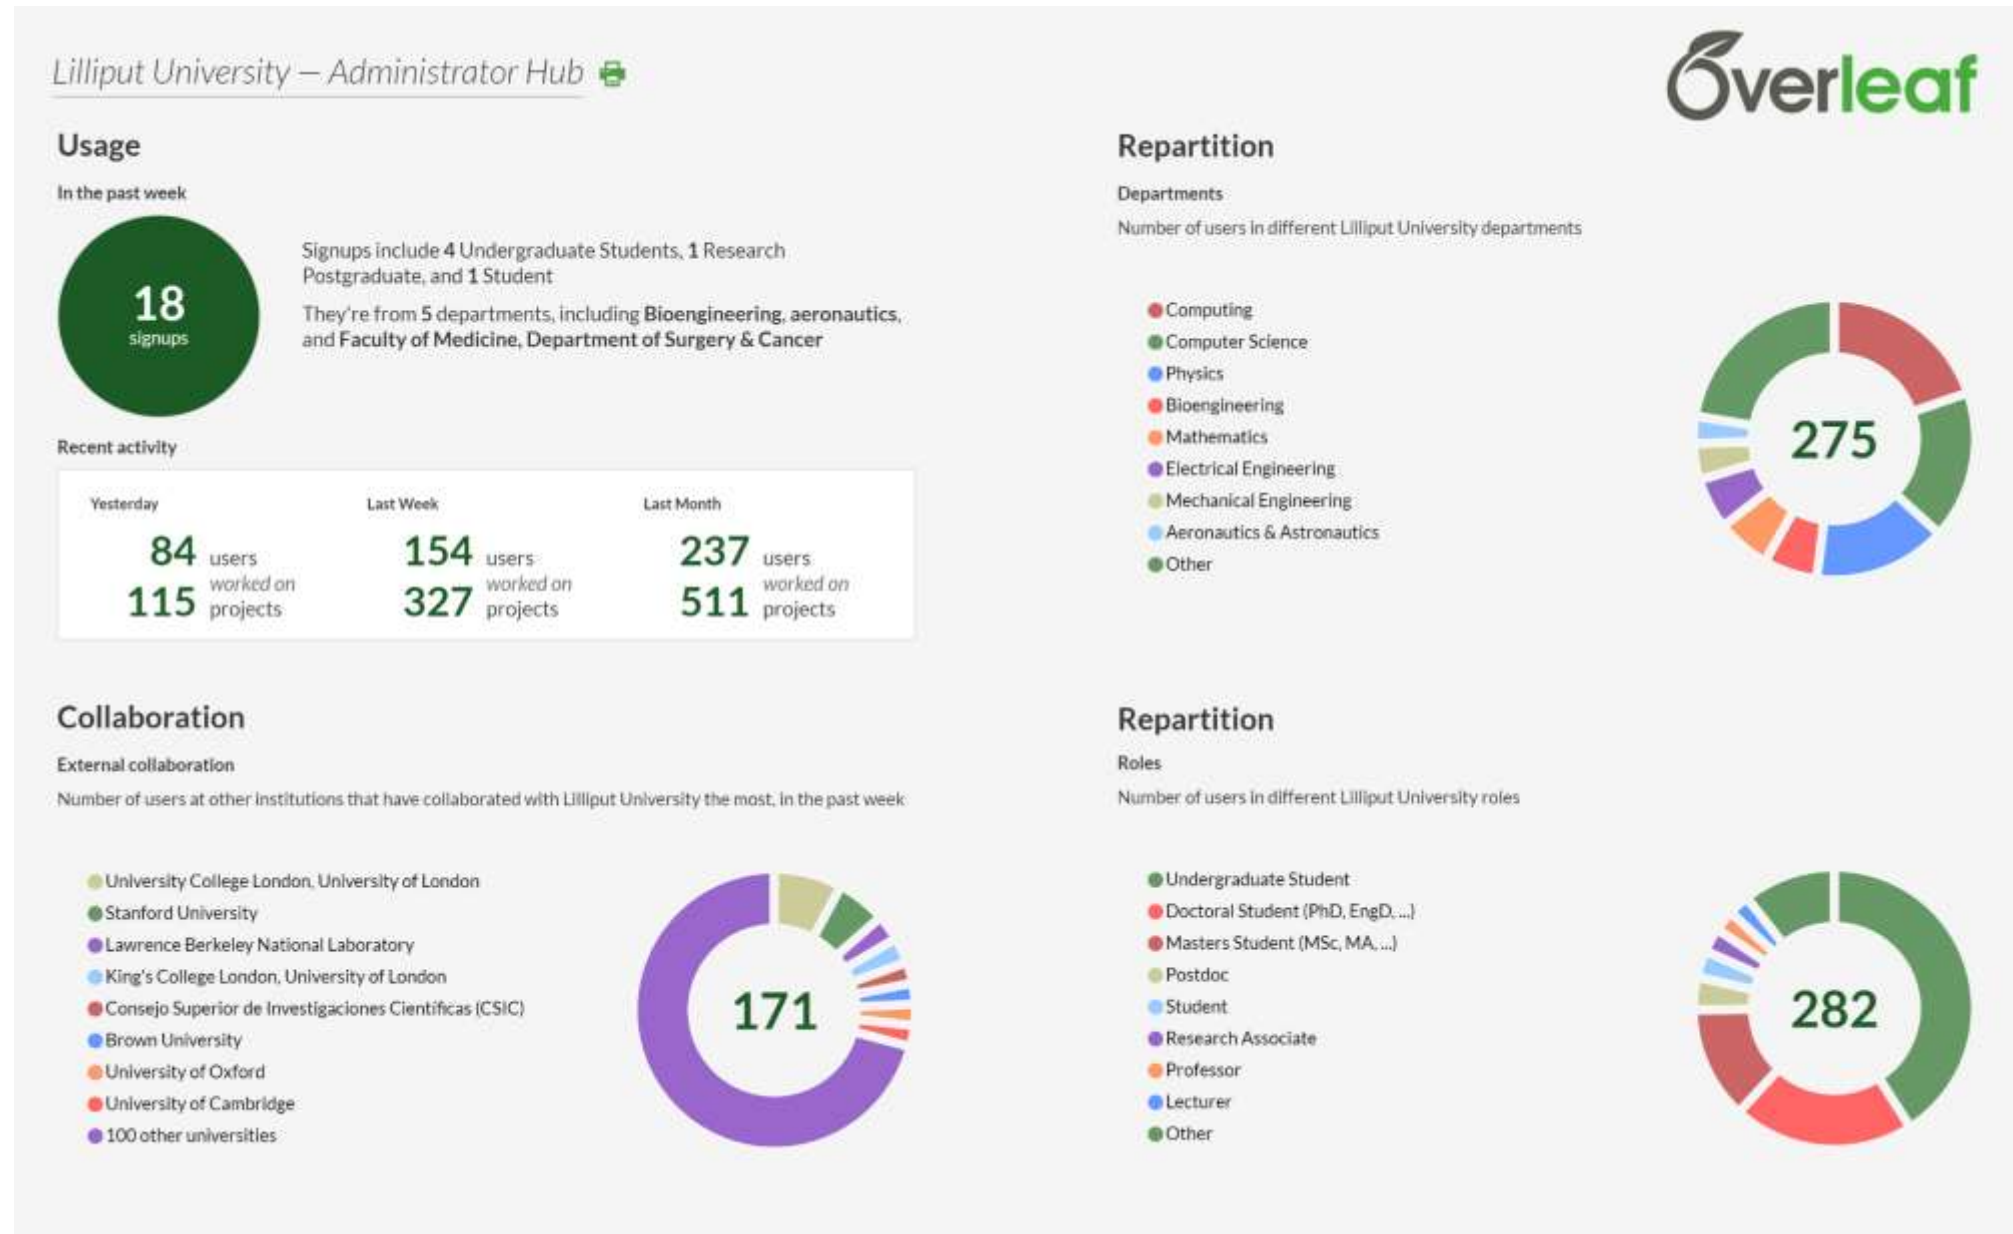 Lilliput University — Administrator Hub
Overleaf
Usage
In the past week
18
signups
Signups include 4 Undergraduate Students, 1 Research
Postgraduate, and 1 Student
They're from 5 departments, including Bioengineering, aeronautics,
and Faculty of Medicine, Department of Surgery & Cancer
Recent activity
Yesterday
84 users
worked on
115 projects
Last Week
154 users
worked on
327 projects
Last Month
237 users
worked on
511 projects
Repartition
Departments
Number of users in different Lilliput University departments
Computing
Computer Science
Physics
Bioengineering
Mathematics
Electrical Engineering
Mechanical Engineering
Aeronautics & Astronautics
Other
275
Collaboration
External collaboration
Number of users at other institutions that have collaborated with Lilliput University the most, in the past week
University College London, University of London
Stanford University
Lawrence Berkeley National Laboratory
King's College London, University of London
Consejo Superior de Investigaciones Científicas (CSIC)
Brown University
University of Oxford
University of Cambridge
100 other universities
171
Repartition
Roles
Number of users in different Lilliput University roles
Undergraduate Student
Doctoral Student (PhD, EngD, ...)
Masters Student (MSc, MA, ...)
Postdoc
Student
Research Associate
Professor
Lecturer
Other
282